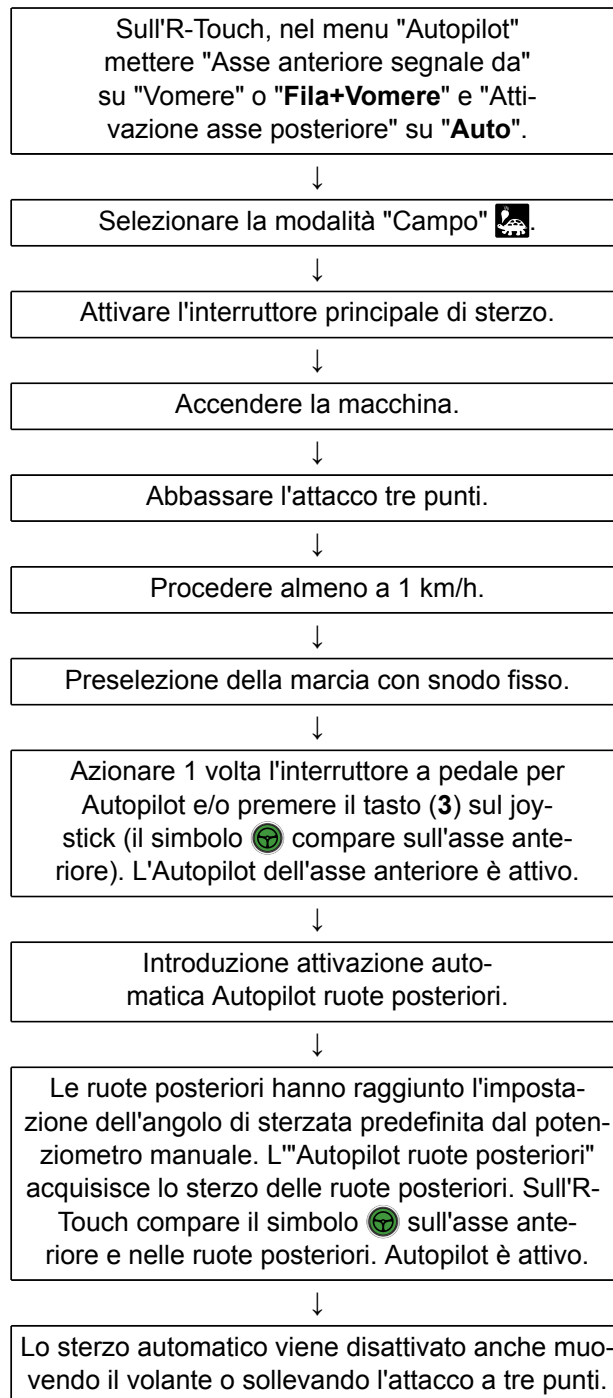 Sull'R-Touch, nel menu "Autopilot"
mettere "Asse anteriore segnale da"
su "Vomere" o "Fila+Vomere" e "Atti-
vazione asse posteriore" su "Auto".
↓
Selezionare la modalità "Campo" .
↓
Attivare l'interruttore principale di sterzo.
↓
Accendere la macchina.
↓
Abbassare l'attacco tre punti.
↓
Procedere almeno a 1 km/h.
↓
Preselezione della marcia con snodo fisso.
↓
Azionare 1 volta l'interruttore a pedale per
Autopilot e/o premere il tasto (3) sul joy-
stick (il simbolo compare sull'asse ante-
riore). L'Autopilot dell'asse anteriore è attivo.
↓
Introduzione attivazione auto-
matica Autopilot ruote posteriori.
↓
Le ruote posteriori hanno raggiunto l'imposta-
zione dell'angolo di sterzata predefinita dal poten-
ziometro manuale. L'"Autopilot ruote posteriori"
acquisisce lo sterzo delle ruote posteriori. Sull'R-
Touch compare il simbolo sull'asse ante-
riore e nelle ruote posteriori. Autopilot è attivo.
↓
Lo sterzo automatico viene disattivato anche muo-
vendo il volante o sollevando l'attacco a tre punti